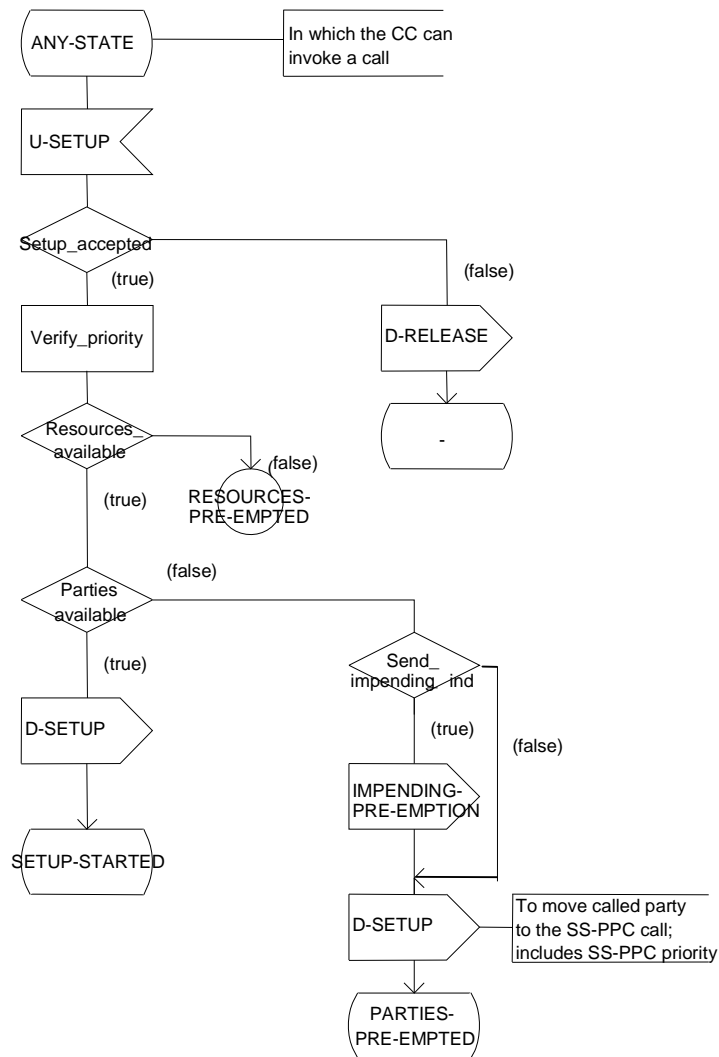 ANY-STATE
In which the CC can
invoke a call
U-SETUP
Setup_accepted
(true)
(false)
Verify_priority
D-RELEASE
Resources_
available
-
(false)
(true)
RESOURCES-
PRE-EMPTED
(false)
Parties
available
(true)
Send_
impending_ind
D-SETUP
(true)
(false)
IMPENDING-
PRE-EMPTION
SETUP-STARTED
D-SETUP
To move called party
to the SS-PPC call;
includes SS-PPC priority
PARTIES-
PRE-EMPTED